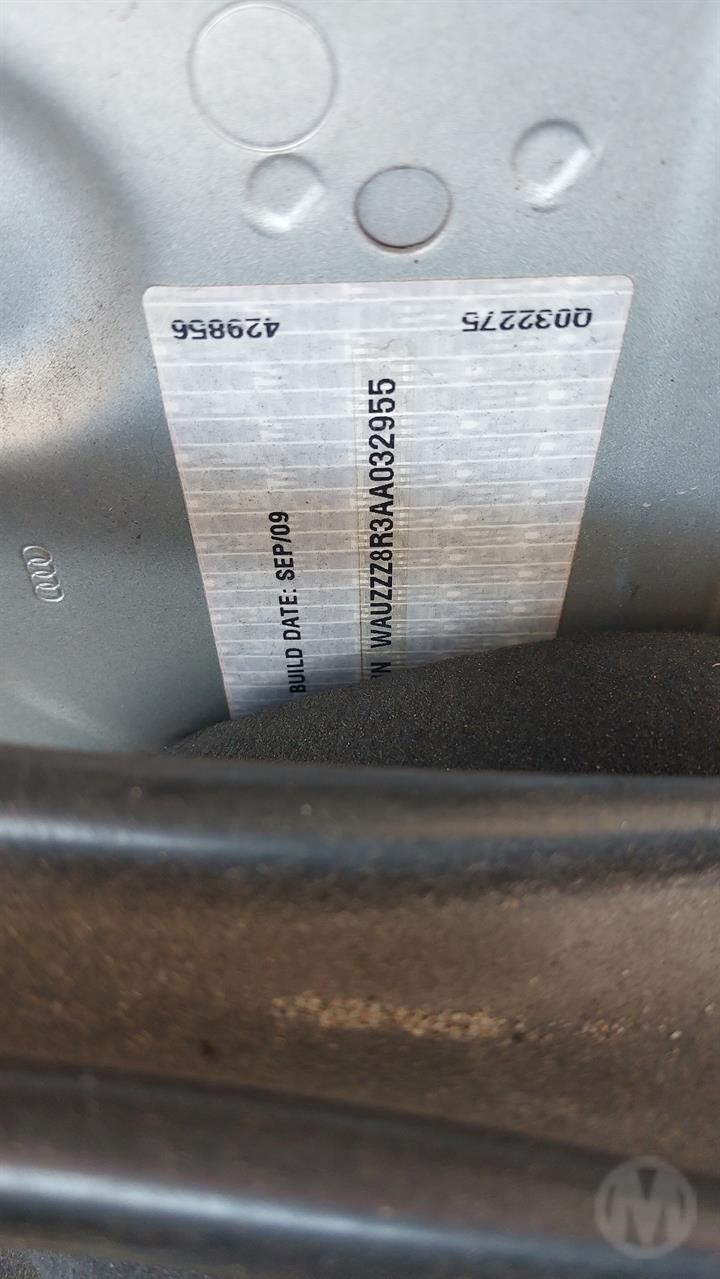 429856
Q032275
BUILD DATE: SEP/09
WAUZZZ8R3AA032955
M